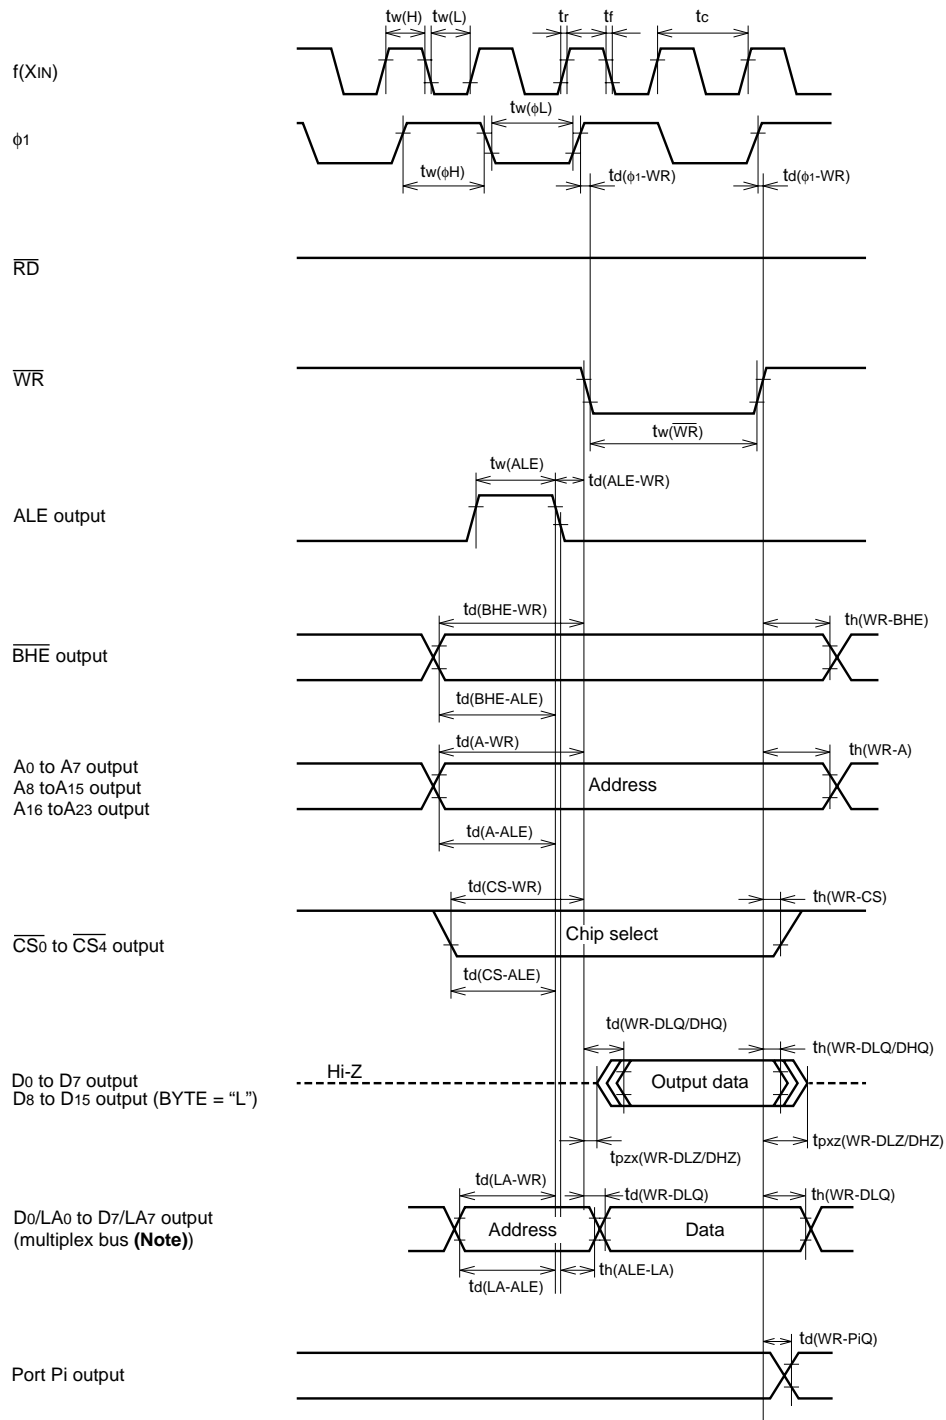 tw(H) tw(L) tr tf tc
f(XIN)
tw(ϕL)
ϕ1
tw(ϕH) td(ϕ1-WR) td(ϕ1-WR)
RD
WR
tw(WR)
tw(ALE)
td(ALE-WR)
ALE output
td(BHE-WR) th(WR-BHE)
BHE output
td(BHE-ALE)
td(A-WR) th(WR-A)
A0 to A7 output
A8 toA15 output Address
A16 toA23 output
td(A-ALE)
td(CS-WR) th(WR-CS)
CS0 to CS4 output Chip select
td(CS-ALE)
td(WR-DLQ/DHQ) th(WR-DLQ/DHQ)
Hi-Z
D0 to D7 output Output data
D8 to D15 output (BYTE = “L”)
tpzx(WR-DLZ/DHZ) tpxz(WR-DLZ/DHZ)
td(LA-WR) td(WR-DLQ) th(WR-DLQ)
D0/LA0 to D7/LA7 output Address Data
(multiplex bus (Note))
td(LA-ALE) th(ALE-LA)
td(WR-PiQ)
Port Pi output